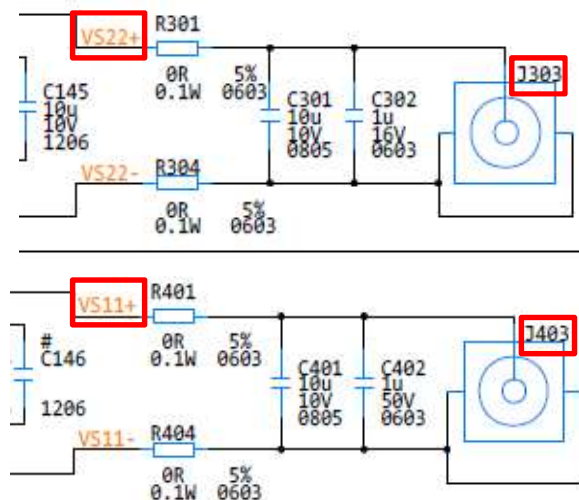 VS22+ R301
J303
0R 5%
0.1W 0603
C145
10u
10V
1206
C301
10u
10V
0805
C302
1u
16V
0603
VS22- R304
0R 5%
0.1W 0603
VS11+ R401
J403
0R 5%
0.1W 0603
#
C146
1206
C401
10u
10V
0805
C402
1u
50V
0603
VS11- R404
0R 5%
0.1W 0603